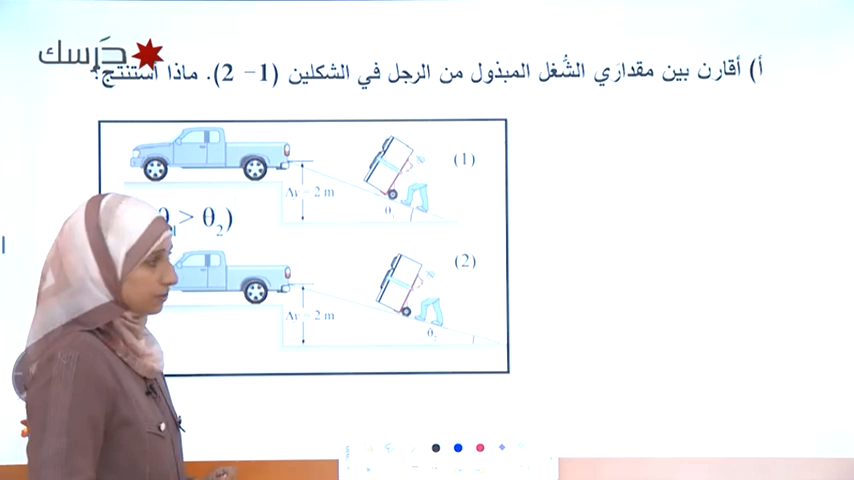 حَرسك
أ) أقارن بين مقدارَي الشُّغل المبذول من الرجل في الشكلين (1 – 2). ماذا أستنتج؟
(1)
Δy = 2 m
θ₁
θ₁ > θ₂)
(2)
Δy = 2 m
θ₂